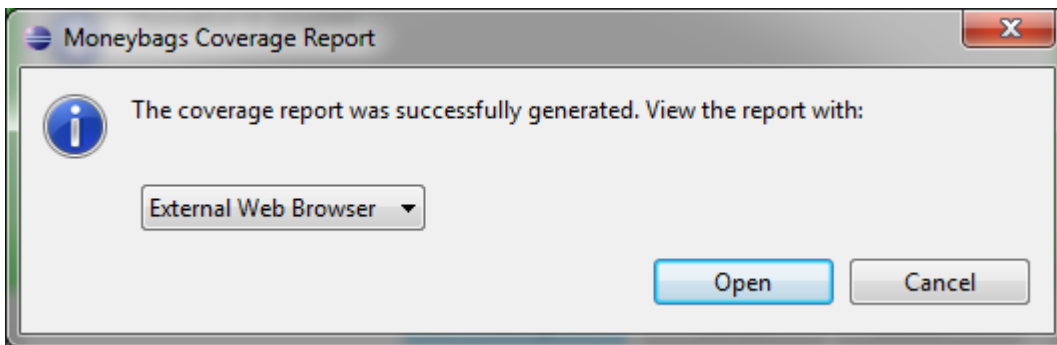 Moneybags Coverage Report
The coverage report was successfully generated. View the report with:
External Web Browser
Open
Cancel